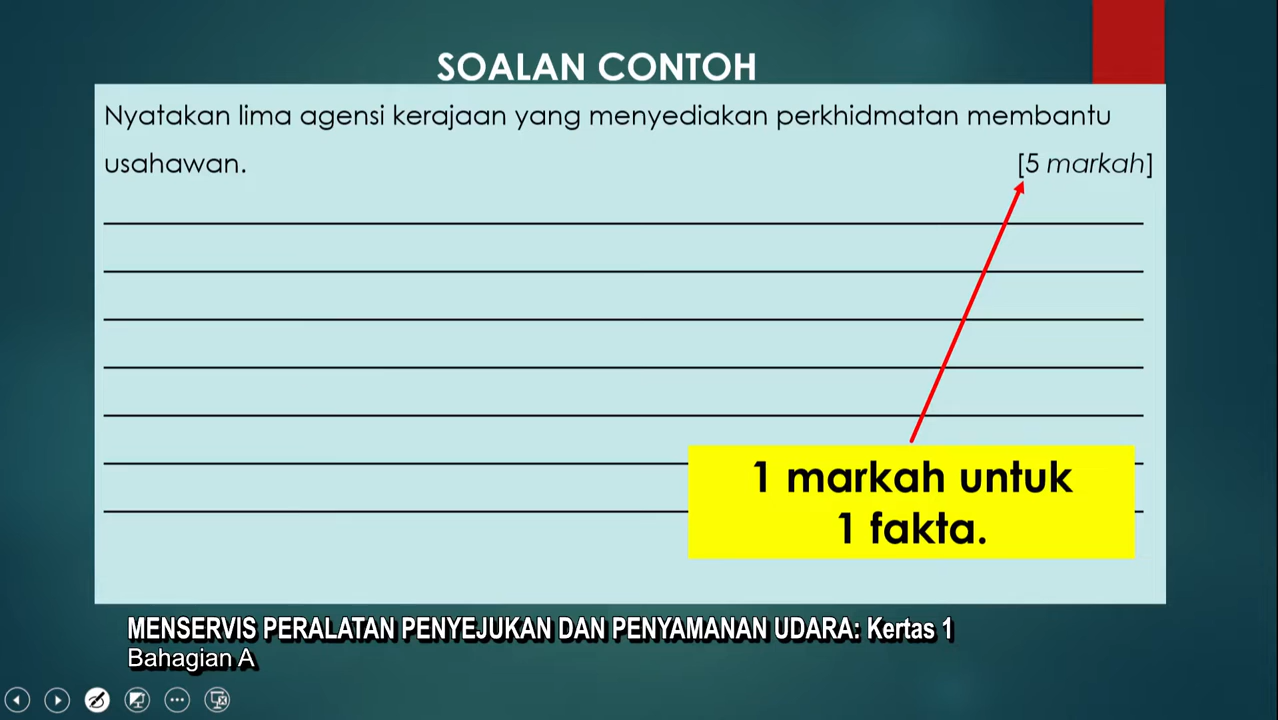 SOALAN CONTOH
Nyatakan lima agensi kerajaan yang menyediakan perkhidmatan membantu
usahawan. [5 markah]
1 markah untuk
1 fakta.
MENSERVIS PERALATAN PENYEJUKAN DAN PENYAMANAN UDARA: Kertas 1
Bahagian A